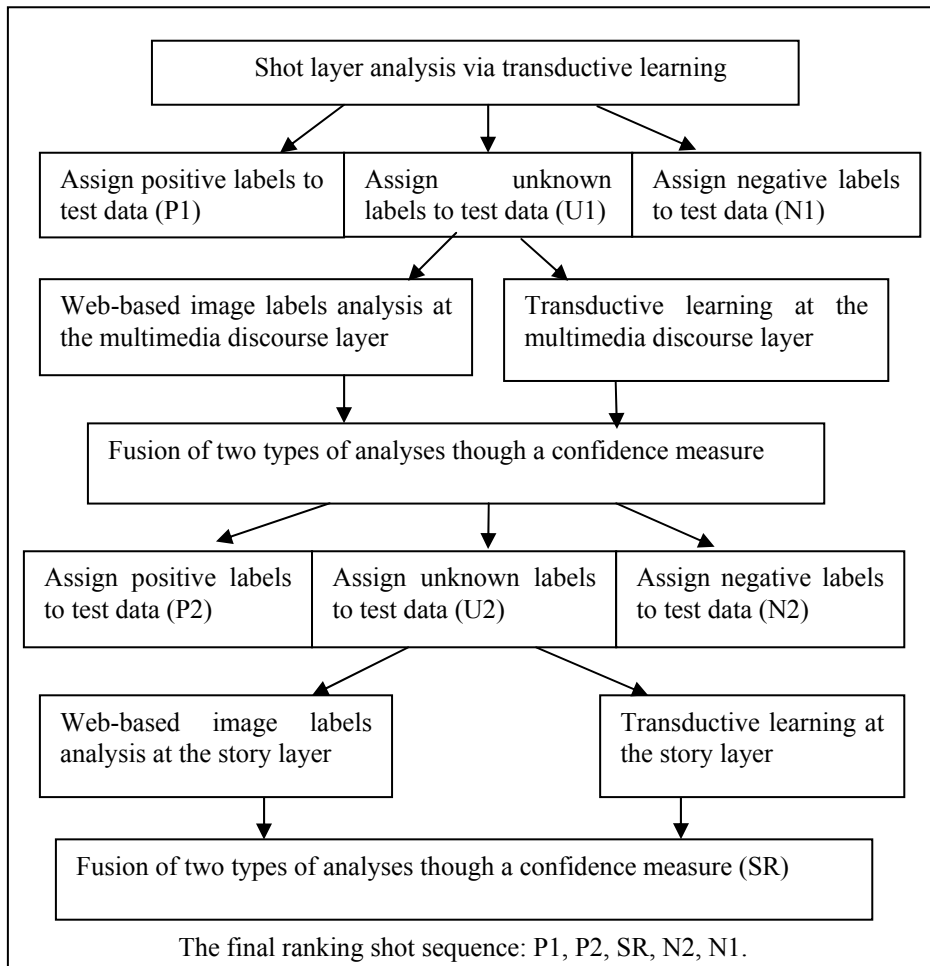 Shot layer analysis via transductive learning
Assign positive labels to
test data (P1)
Assign unknown
labels to test data (U1)
Assign negative labels
to test data (N1)
Web-based image labels analysis at
the multimedia discourse layer
Transductive learning at the
multimedia discourse layer
Fusion of two types of analyses though a confidence measure
Assign positive labels
to test data (P2)
Assign unknown labels
to test data (U2)
Assign negative labels
to test data (N2)
Web-based image labels
analysis at the story layer
Transductive learning at
the story layer
Fusion of two types of analyses though a confidence measure (SR)
The final ranking shot sequence: P1, P2, SR, N2, N1.